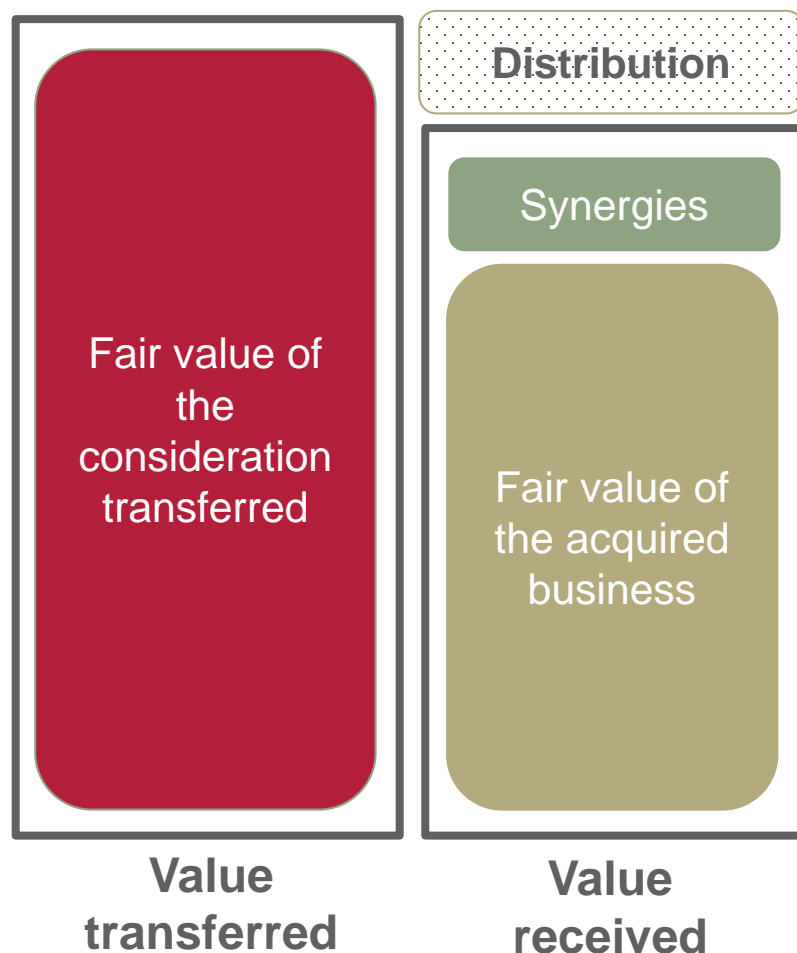 Fair value of
the
consideration
transferred
Value
transferred
Distribution
Synergies
Fair value of
the acquired
business
Value
received